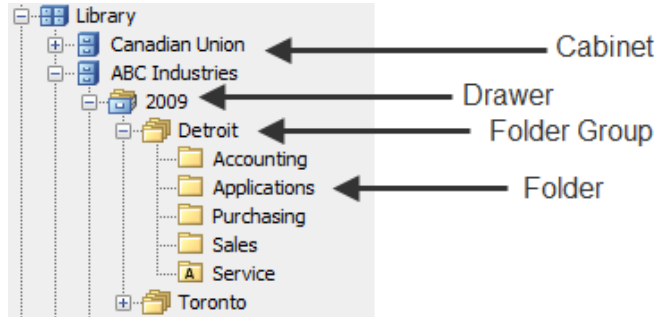 Library
Canadian Union Cabinet
ABC Industries
2009 Drawer
Detroit Folder Group
Accounting
Applications Folder
Purchasing
Sales
A Service
Toronto